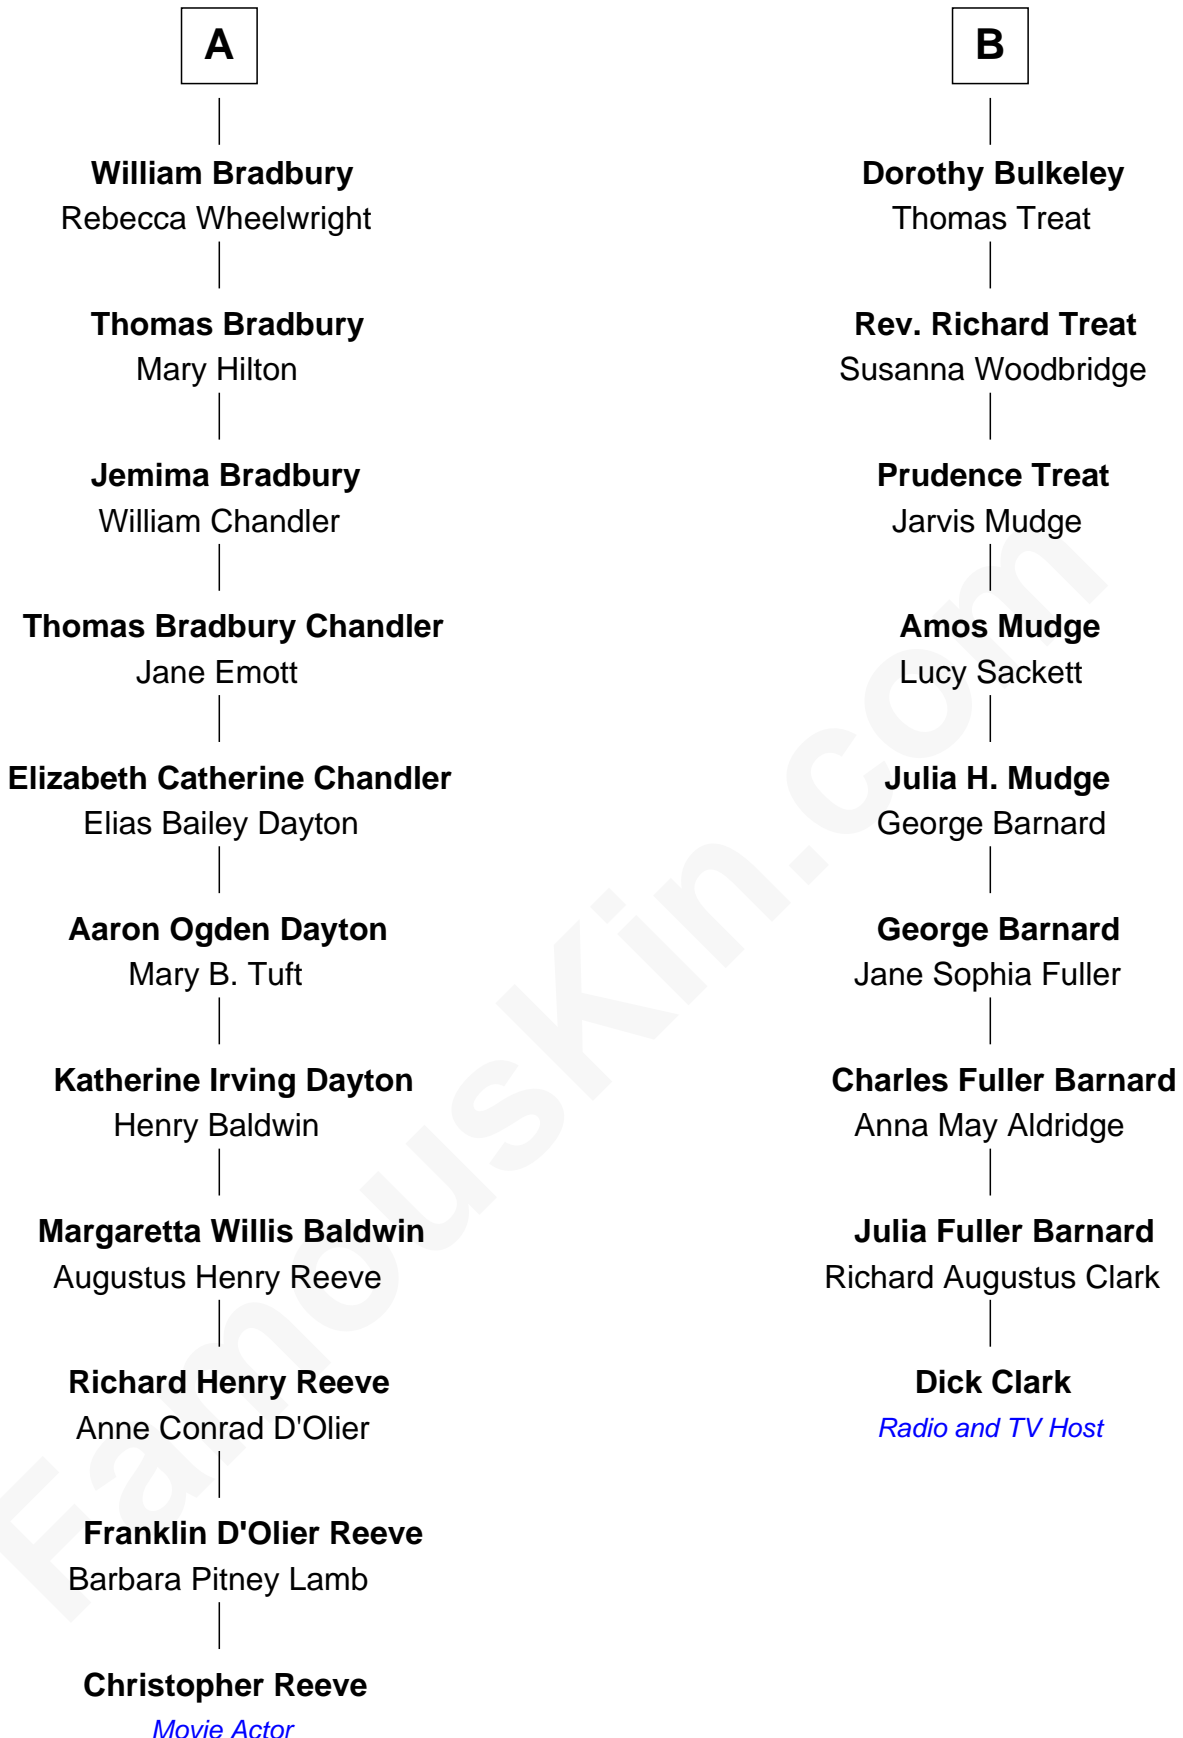 A
William Bradbury
Rebecca Wheelwright
Thomas Bradbury
Mary Hilton
Jemima Bradbury
William Chandler
Thomas Bradbury Chandler
Jane Emott
Elizabeth Catherine Chandler
Elias Bailey Dayton
Aaron Ogden Dayton
Mary B. Tuft
Katherine Irving Dayton
Henry Baldwin
Margaretta Willis Baldwin
Augustus Henry Reeve
Richard Henry Reeve
Anne Conrad D'Olier
Franklin D'Olier Reeve
Barbara Pitney Lamb
Christopher Reeve
Movie Actor
B
Dorothy Bulkeley
Thomas Treat
Rev. Richard Treat
Susanna Woodbridge
Prudence Treat
Jarvis Mudge
Amos Mudge
Lucy Sackett
Julia H. Mudge
George Barnard
George Barnard
Jane Sophia Fuller
Charles Fuller Barnard
Anna May Aldridge
Julia Fuller Barnard
Richard Augustus Clark
Dick Clark
Radio and TV Host
FamousKin.com